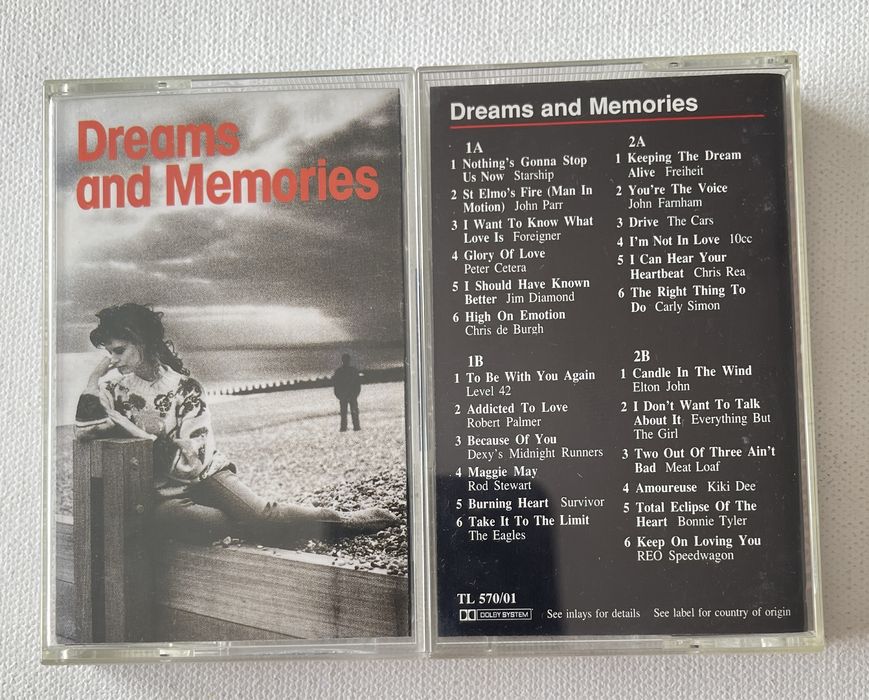 Dreams
and Memories
Dreams and Memories
1A
1 Nothing's Gonna Stop
Us Now Starship
2 St Elmo's Fire (Man In
Motion) John Parr
3 I Want To Know What
Love Is Foreigner
4 Glory Of Love
Peter Cetera
5 I Should Have Known
Better Jim Diamond
6 High On Emotion
Chris de Burgh
1B
1 To Be With You Again
Level 42
2 Addicted To Love
Robert Palmer
3 Because Of You
Dexy's Midnight Runners
4 Maggie May
Rod Stewart
5 Burning Heart Survivor
6 Take It To The Limit
The Eagles
2A
1 Keeping The Dream
Alive Freiheit
2 You're The Voice
John Farnham
3 Drive The Cars
4 I'm Not In Love 10cc
5 I Can Hear Your
Heartbeat Chris Rea
6 The Right Thing To
Do Carly Simon
2B
1 Candle In The Wind
Elton John
2 I Don't Want To Talk
About It Everything But
The Girl
3 Two Out Of Three Ain't
Bad Meat Loaf
4 Amoureuse Kiki Dee
5 Total Eclipse Of The
Heart Bonnie Tyler
6 Keep On Loving You
REO Speedwagon
TL 570/01
DOLBY SYSTEM See inlays for details See label for country of origin